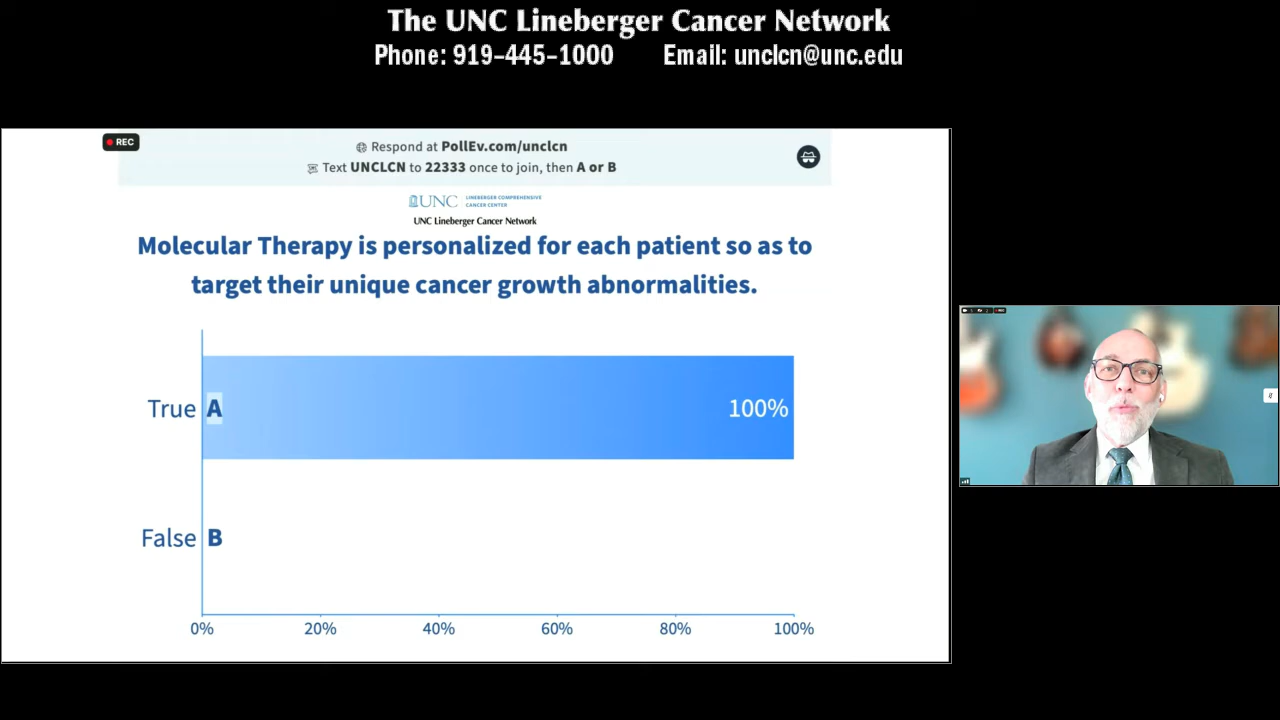 The UNC Lineberger Cancer Network
Phone: 919-445-1000 Email: unclcn@unc.edu
REC
Respond at PollEv.com/unclcn
Text UNCLCN to 22333 once to join, then A or B
UNC LINEBERGER COMPREHENSIVE
CANCER CENTER
UNC Lineberger Cancer Network
Molecular Therapy is personalized for each patient so as to
target their unique cancer growth abnormalities.
True A 100%
False B
0% 20% 40% 60% 80% 100%